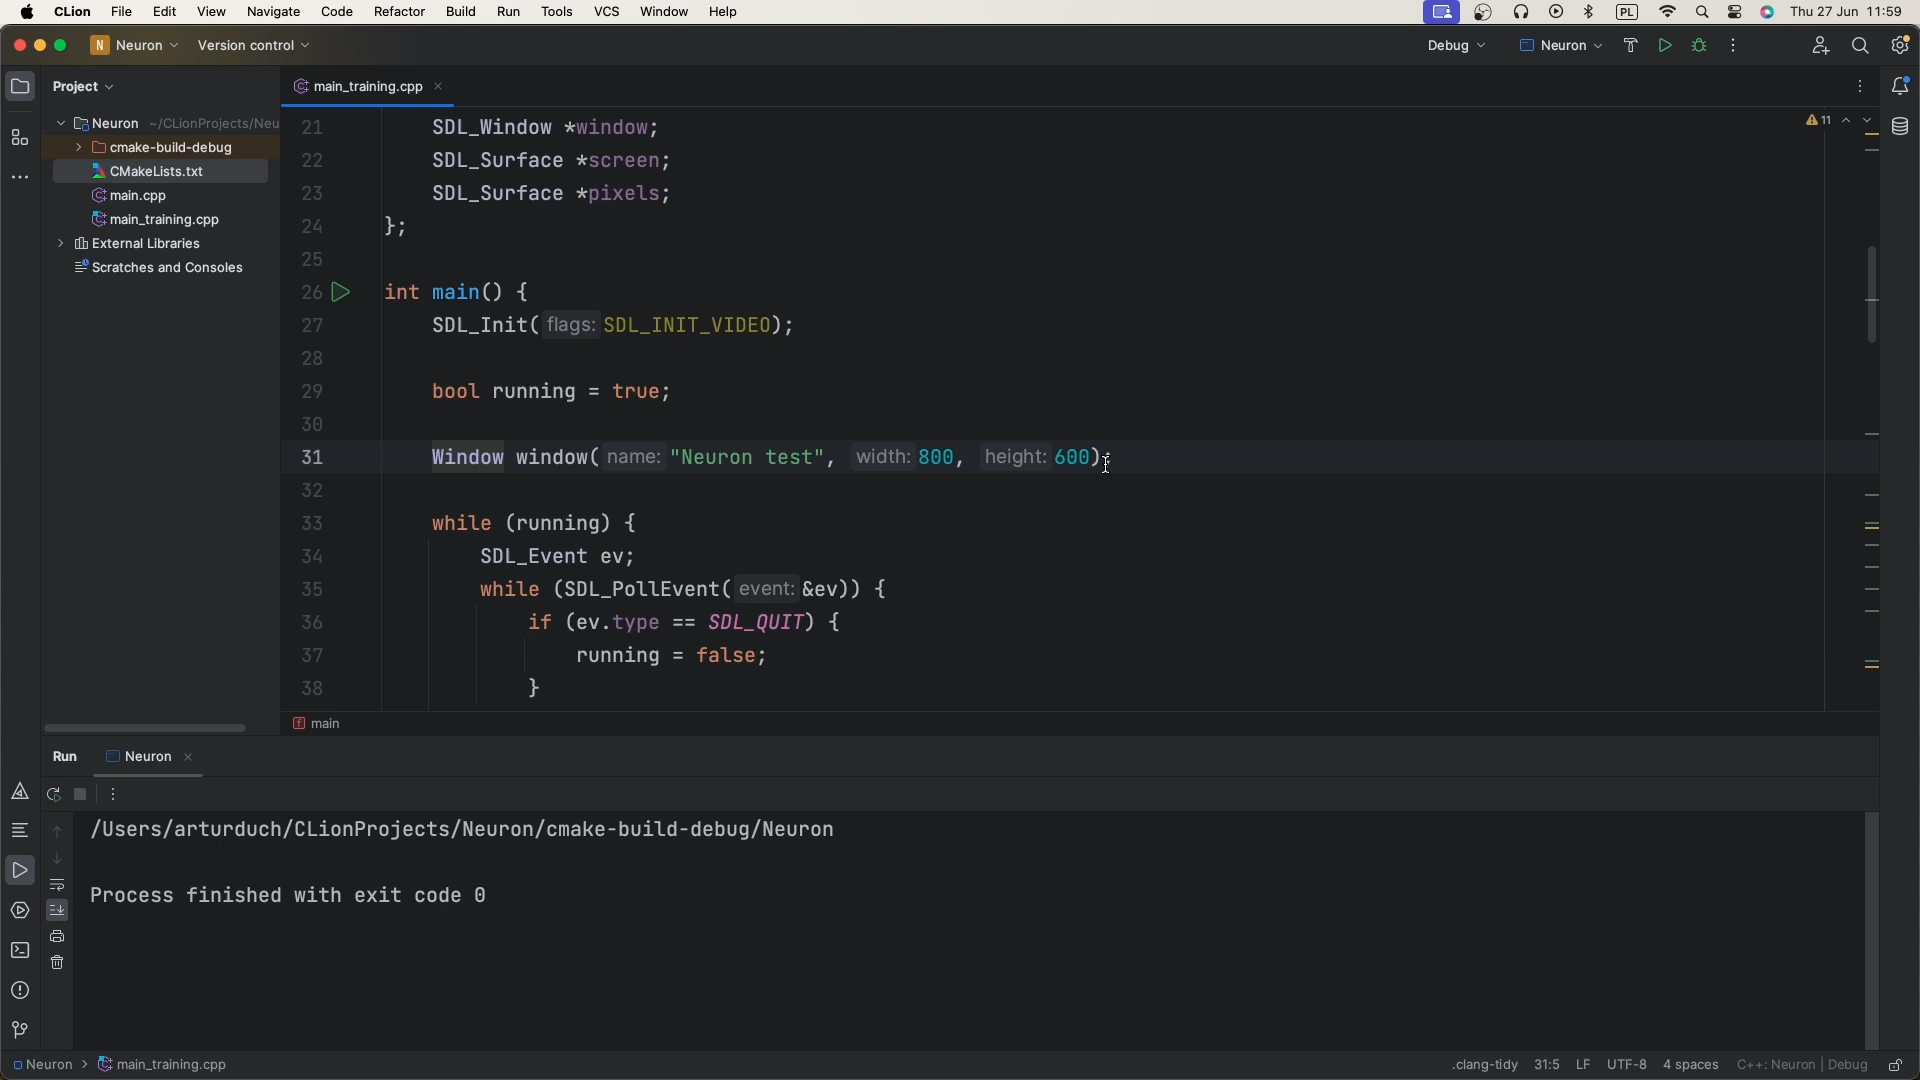 CLion File Edit View Navigate Code Refactor Build Run Tools VCS Window Help PL Thu 27 Jun 11:59
N Neuron Version control Debug Neuron
Project main_training.cpp
11
Neuron ~/CLionProjects/Neu
cmake-build-debug
CMakeLists.txt
main.cpp
main_training.cpp
External Libraries
Scratches and Consoles
21 SDL_Window *window;
22 SDL_Surface *screen;
23 SDL_Surface *pixels;
24 };
25
26 int main() {
27 SDL_Init( flags: SDL_INIT_VIDEO);
28
29 bool running = true;
30
31 Window window( name: "Neuron test", width: 800, height: 600);
32
33 while (running) {
34 SDL_Event ev;
35 while (SDL_PollEvent( event: &ev)) {
36 if (ev.type == SDL_QUIT) {
37 running = false;
38 }
f main
Run Neuron
/Users/arturduch/CLionProjects/Neuron/cmake-build-debug/Neuron
Process finished with exit code 0
Neuron > main_training.cpp .clang-tidy 31:5 LF UTF-8 4 spaces C++: Neuron | Debug